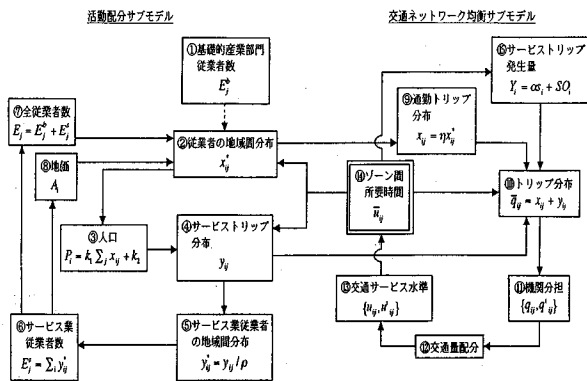 活動配分サブモデル
交通ネットワーク均衡サブモデル
①基礎的産業部門
従業者数
E_j^b
⑮サービストリップ
発生量
Y_i = αs_i + SO_i
⑦全従業者数
E_j = E_j^b + E_j^s
⑨通勤トリップ
分布
x_ij = ηx_ij^*
②従業者の地域間分布
x_ij^*
⑧地価
A_i
⑭ゾーン間
所要時間
ū_ij
⑩トリップ分布
q̄_ij = x_ij + y_ij
④サービストリップ
分布
y_ij
③人口
P_i = k_1 Σ_j x_ij + k_2
⑬交通サービス水準
{u_ij, u^t_ij}
⑪機関分担
{q_ij, q^t_ij}
⑥サービス業
従業者数
E_j^s = Σ_i y_ij^*
⑤サービス業従業者
の地域間分布
y_ij^* = y_ij / ρ
⑫交通量配分